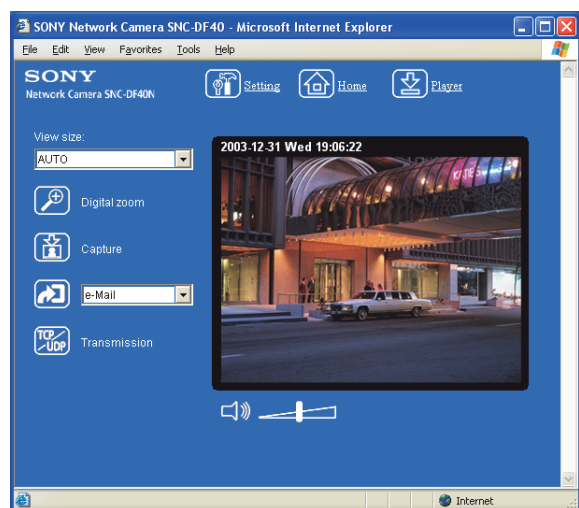 SONY Network Camera SNC-DF40 - Microsoft Internet Explorer
File Edit View Favorites Tools Help
SONY
Network Camera SNC-DF40N
Setting Home Player
View size:
AUTO
2003-12-31 Wed 19:06:22
KATIES
Digital zoom
Capture
e-Mail
TCP/UDP
Transmission
Internet